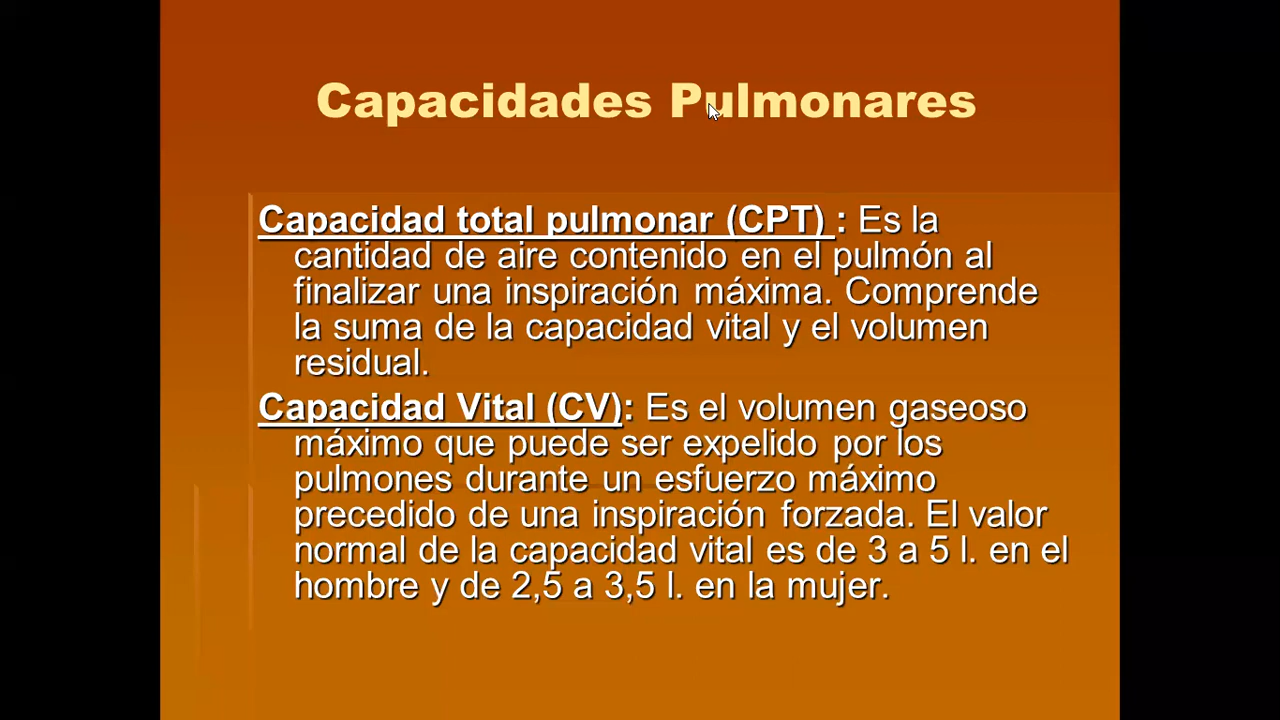 Capacidades Pulmonares
Capacidad total pulmonar (CPT) : Es la
cantidad de aire contenido en el pulmón al
finalizar una inspiración máxima. Comprende
la suma de la capacidad vital y el volumen
residual.
Capacidad Vital (CV): Es el volumen gaseoso
máximo que puede ser expelido por los
pulmones durante un esfuerzo máximo
precedido de una inspiración forzada. El valor
normal de la capacidad vital es de 3 a 5 l. en el
hombre y de 2,5 a 3,5 l. en la mujer.